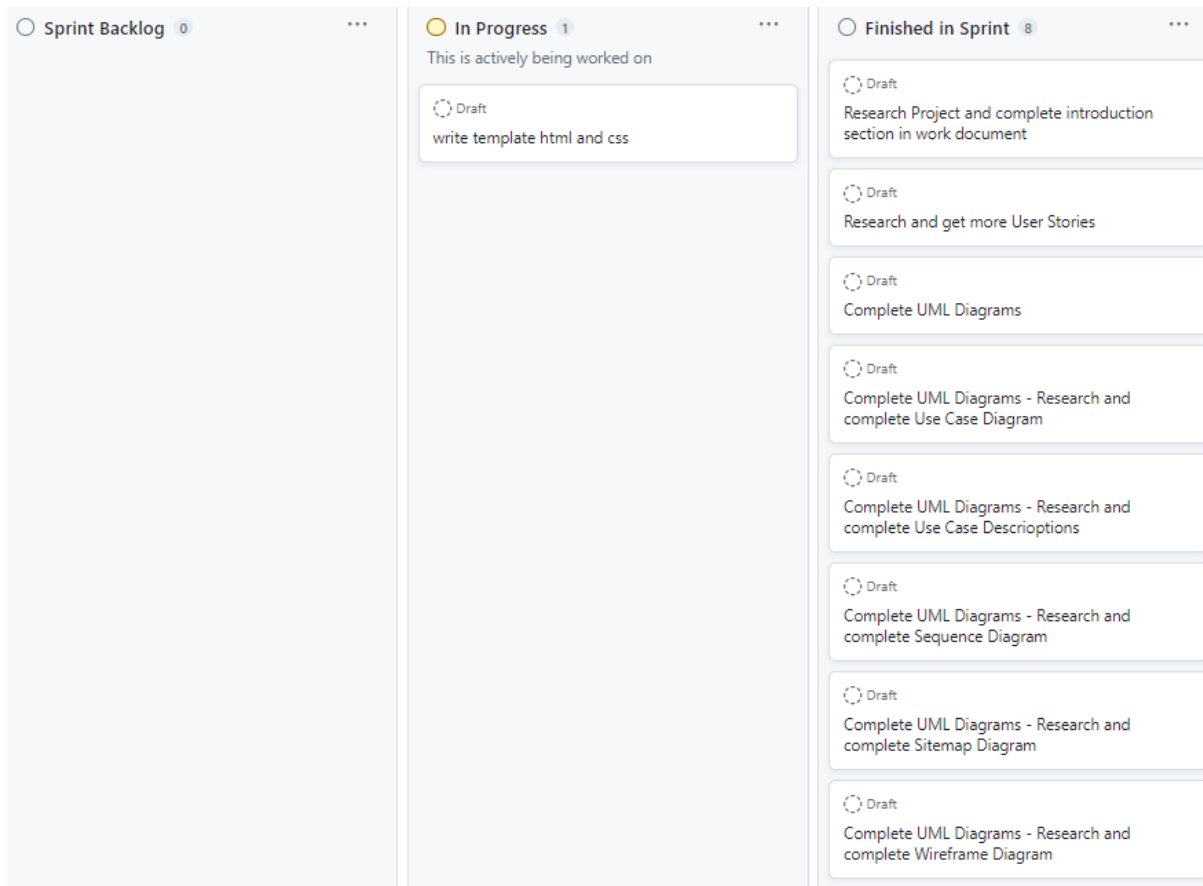 Sprint Backlog 0
In Progress 1
This is actively being worked on
Draft
write template html and css
Finished in Sprint 8
Draft
Research Project and complete introduction
section in work document
Draft
Research and get more User Stories
Draft
Complete UML Diagrams
Draft
Complete UML Diagrams - Research and
complete Use Case Diagram
Draft
Complete UML Diagrams - Research and
complete Use Case Descrioptions
Draft
Complete UML Diagrams - Research and
complete Sequence Diagram
Draft
Complete UML Diagrams - Research and
complete Sitemap Diagram
Draft
Complete UML Diagrams - Research and
complete Wireframe Diagram